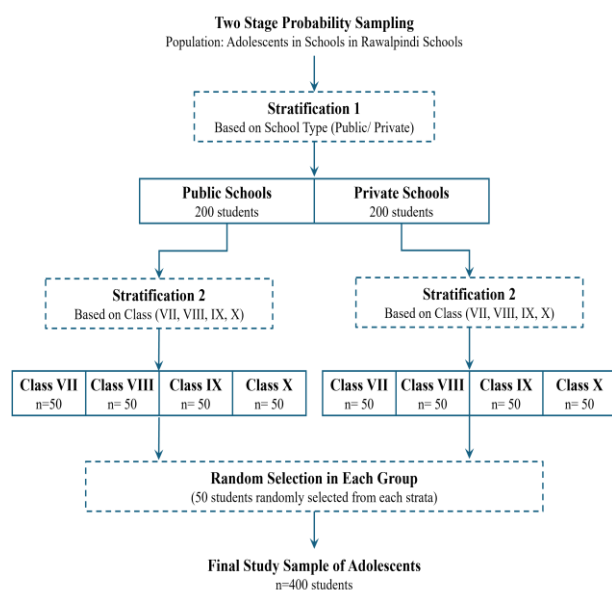 Two Stage Probability Sampling
Population: Adolescents in Schools in Rawalpindi Schools
Stratification 1
Based on School Type (Public/ Private)
Public Schools
200 students
Private Schools
200 students
Stratification 2
Based on Class (VII, VIII, IX, X)
Stratification 2
Based on Class (VII, VIII, IX, X)
Class VII
n=50
Class VIII
n= 50
Class IX
n= 50
Class X
n= 50
Class VII
n=50
Class VIII
n= 50
Class IX
n= 50
Class X
n= 50
Random Selection in Each Group
(50 students randomly selected from each strata)
Final Study Sample of Adolescents
n=400 students